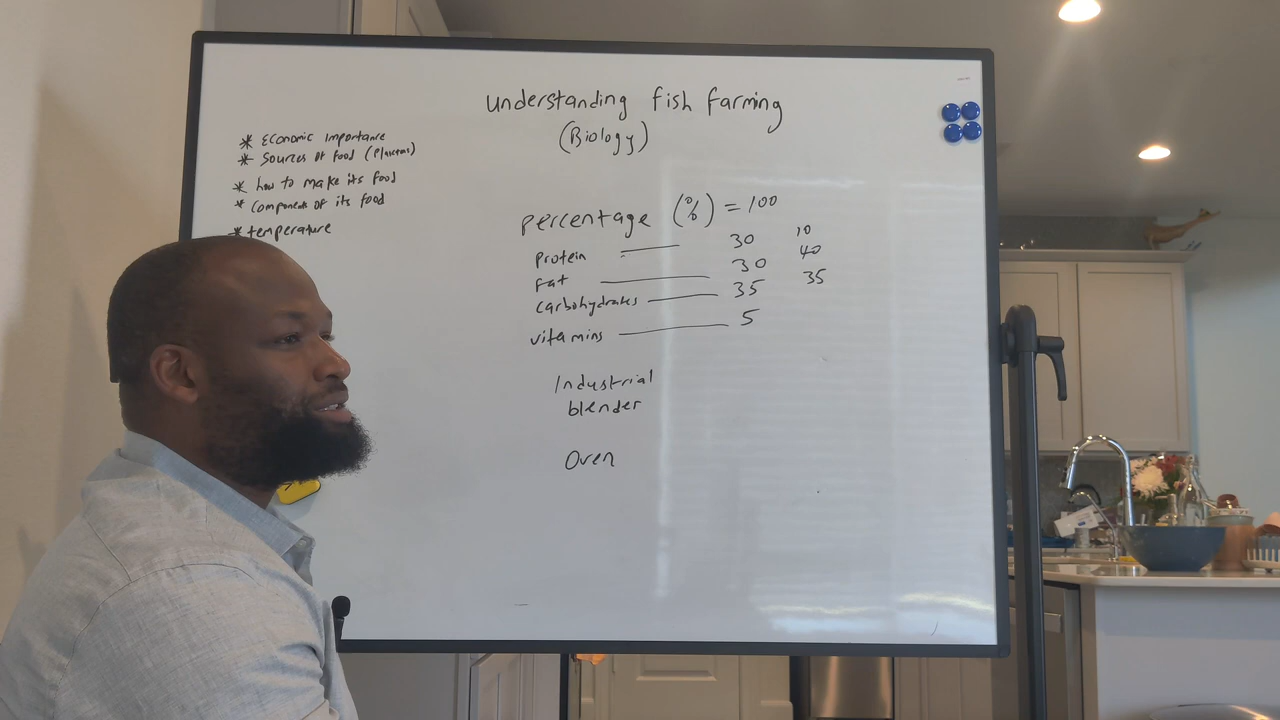 understanding fish farming
(Biology)
* Economic importance
* Sources of food (places)
* how to make its food
* Components of its food
* temperature
percentage (%) = 100
protein 30 10
fat 30 40
carbohydrates 35 35
vitamins 5
Industrial
blender
Oven